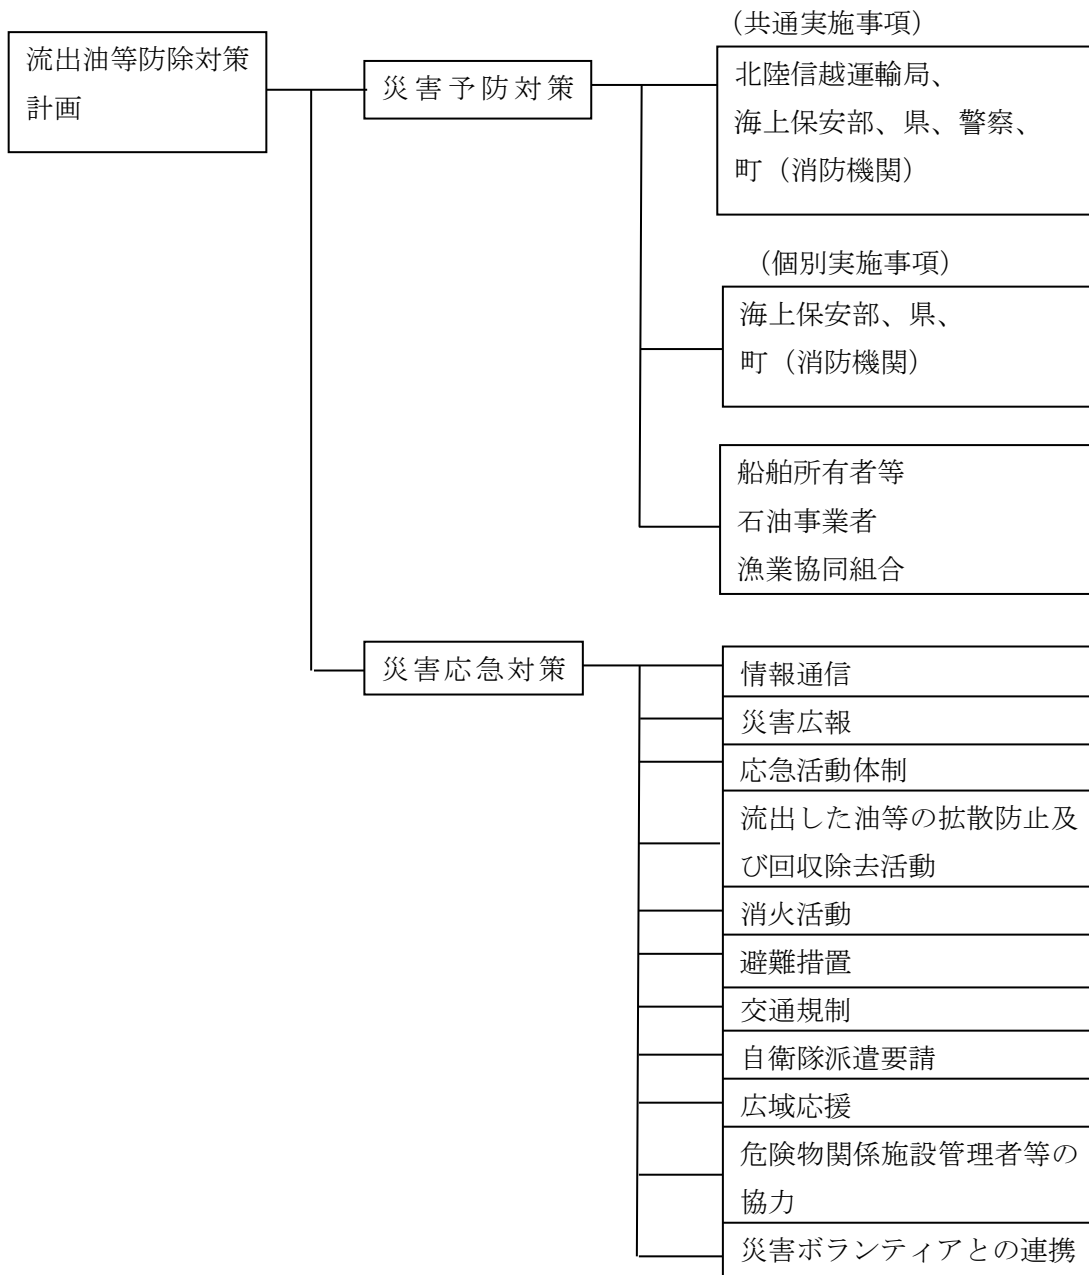 流出油等防除対策
計画
災害予防対策
(共通実施事項)
北陸信越運輸局、
海上保安部、県、警察、
町（消防機関）
（個別実施事項）
海上保安部、県、
町（消防機関）
船舶所有者等
石油事業者
漁業協同組合
災害応急対策
情報通信
災害広報
応急活動体制
流出した油等の拡散防止及
び回収除去活動
消火活動
避難措置
交通規制
自衛隊派遣要請
広域応援
危険物関係施設管理者等の
協力
災害ボランティアとの連携